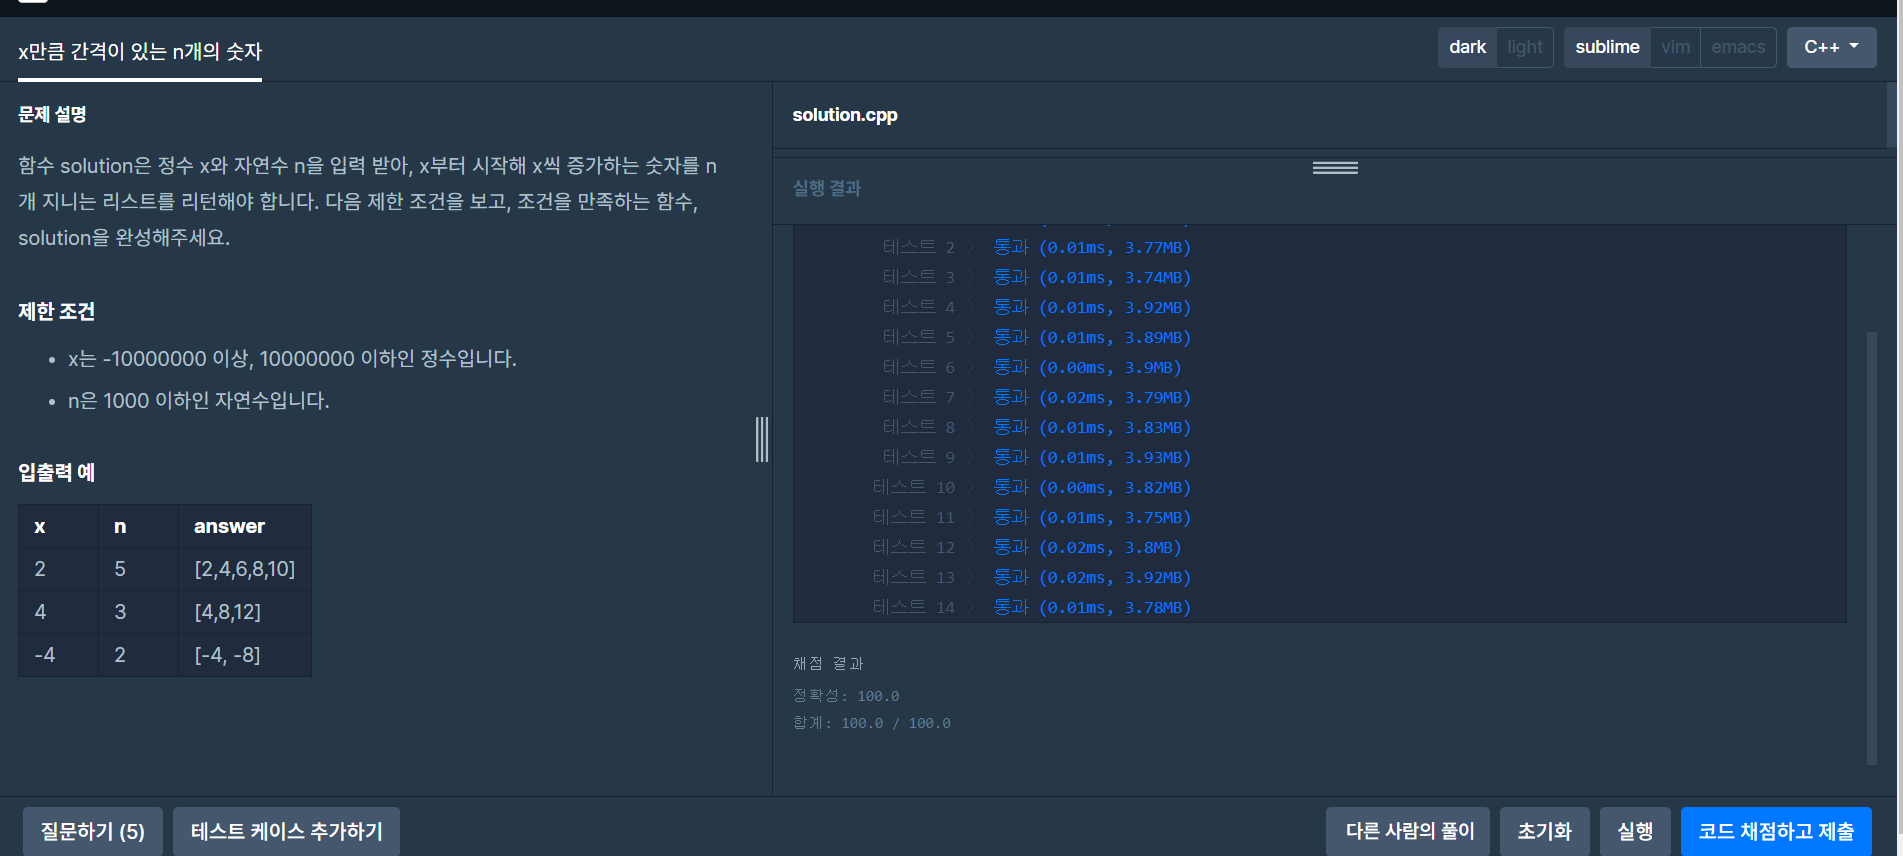 x만큼 간격이 있는 n개의 숫자
dark light sublime vim emacs C++
문제 설명
함수 solution은 정수 x와 자연수 n을 입력 받아, x부터 시작해 x씩 증가하는 숫자를 n
개 지니는 리스트를 리턴해야 합니다. 다음 제한 조건을 보고, 조건을 만족하는 함수,
solution을 완성해주세요.
제한 조건
• x는 -10000000 이상, 10000000 이하인 정수입니다.
• n은 1000 이하인 자연수입니다.
입출력 예
x n answer
2 5 [2,4,6,8,10]
4 3 [4,8,12]
-4 2 [-4, -8]
solution.cpp
실행 결과
테스트 2 〉 통과 (0.01ms, 3.77MB)
테스트 3 〉 통과 (0.01ms, 3.74MB)
테스트 4 〉 통과 (0.01ms, 3.92MB)
테스트 5 〉 통과 (0.01ms, 3.89MB)
테스트 6 〉 통과 (0.00ms, 3.9MB)
테스트 7 〉 통과 (0.02ms, 3.79MB)
테스트 8 〉 통과 (0.01ms, 3.83MB)
테스트 9 〉 통과 (0.01ms, 3.93MB)
테스트 10 〉 통과 (0.00ms, 3.82MB)
테스트 11 〉 통과 (0.01ms, 3.75MB)
테스트 12 〉 통과 (0.02ms, 3.8MB)
테스트 13 〉 통과 (0.02ms, 3.92MB)
테스트 14 〉 통과 (0.01ms, 3.78MB)
채점 결과
정확성: 100.0
합계: 100.0 / 100.0
질문하기 (5) 테스트 케이스 추가하기 다른 사람의 풀이 초기화 실행 코드 채점하고 제출